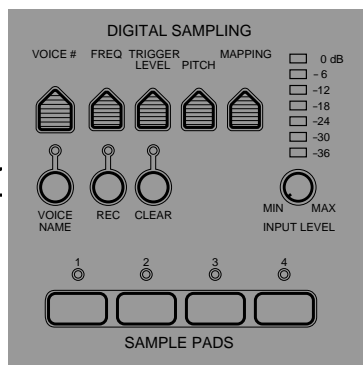 DIGITAL SAMPLING
VOICE # FREQ TRIGGER LEVEL PITCH MAPPING
0 dB
-6
-12
-18
-24
-30
-36
VOICE NAME REC CLEAR
MIN MAX
INPUT LEVEL
1 2 3 4
SAMPLE PADS